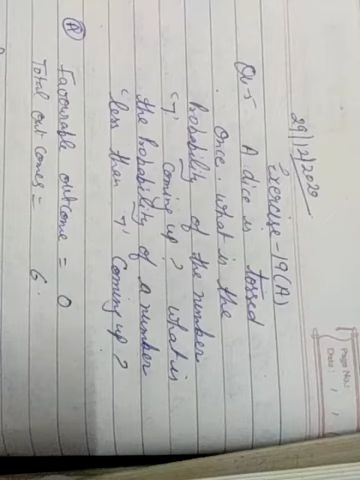 Page No.:
Date: / /
29/12/2020
Exercise-19(A)
Qu-5 A dice is tossed
once. what is the
Probability of the number
'7' coming up? what is
the Probability of a number
'less than 7' coming up?
(A) Favourable outcome = 0
Total outcomes = 6.